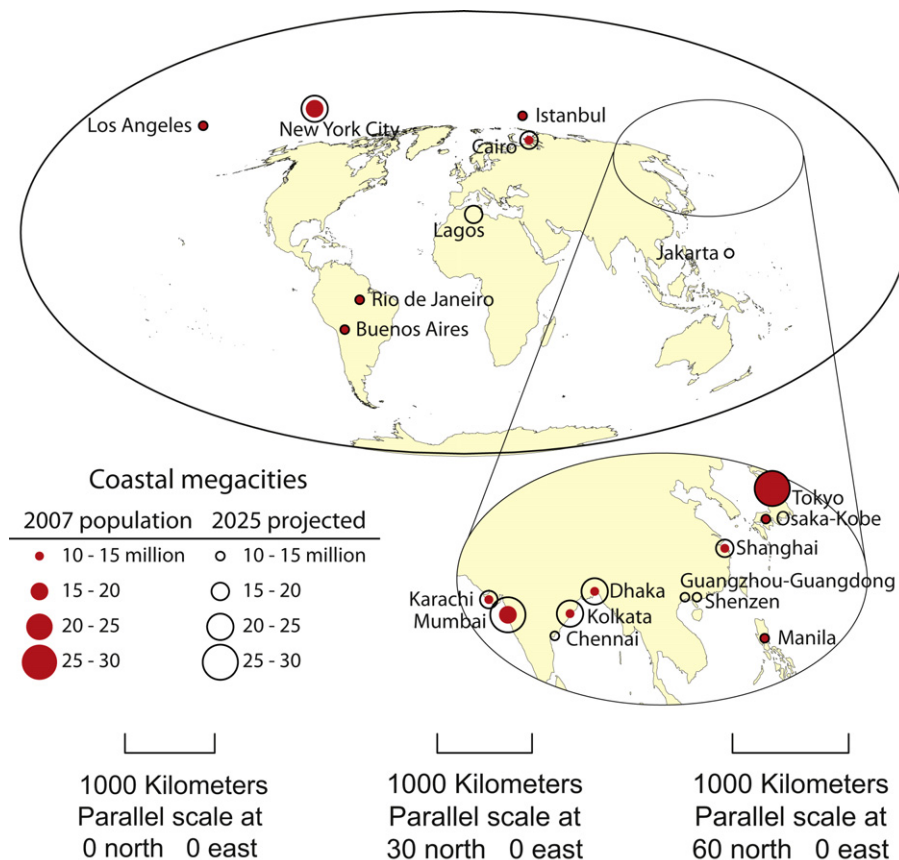 Los Angeles
New York City
Istanbul
Cairo
Lagos
Jakarta
Rio de Janeiro
Buenos Aires
Coastal megacities
2007 population 2025 projected
10 - 15 million 10 - 15 million
15 - 20 15 - 20
20 - 25 20 - 25
25 - 30 25 - 30
Tokyo
Osaka-Kobe
Shanghai
Guangzhou-Guangdong
Shenzen
Karachi
Mumbai
Dhaka
Kolkata
Chennai
Manila
1000 Kilometers
Parallel scale at
0 north 0 east
1000 Kilometers
Parallel scale at
30 north 0 east
1000 Kilometers
Parallel scale at
60 north 0 east